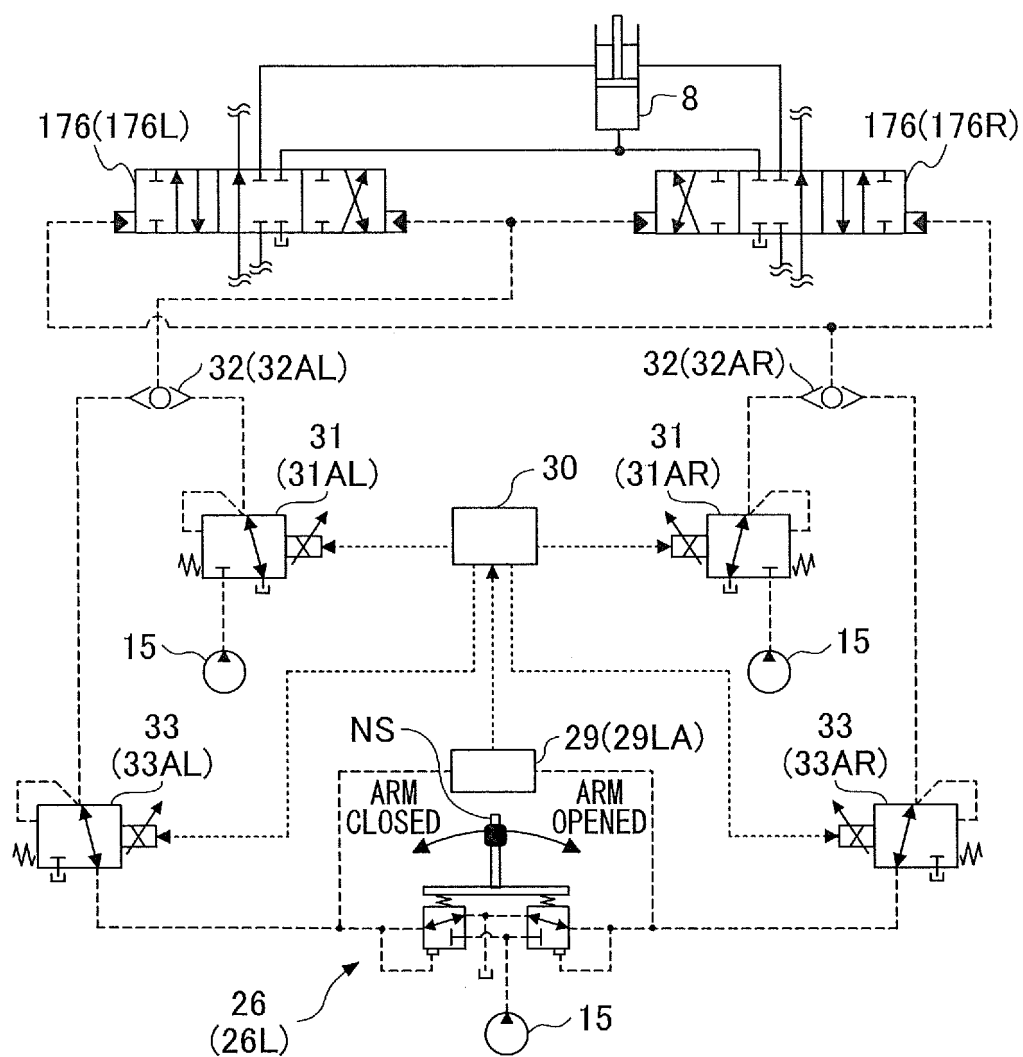 8
176(176L)
176(176R)
32(32AL)
32(32AR)
31
(31AL)
30
31
(31AR)
15
15
NS
29(29LA)
33
(33AL)
33
(33AR)
ARM
CLOSED
ARM
OPENED
26
(26L)
15